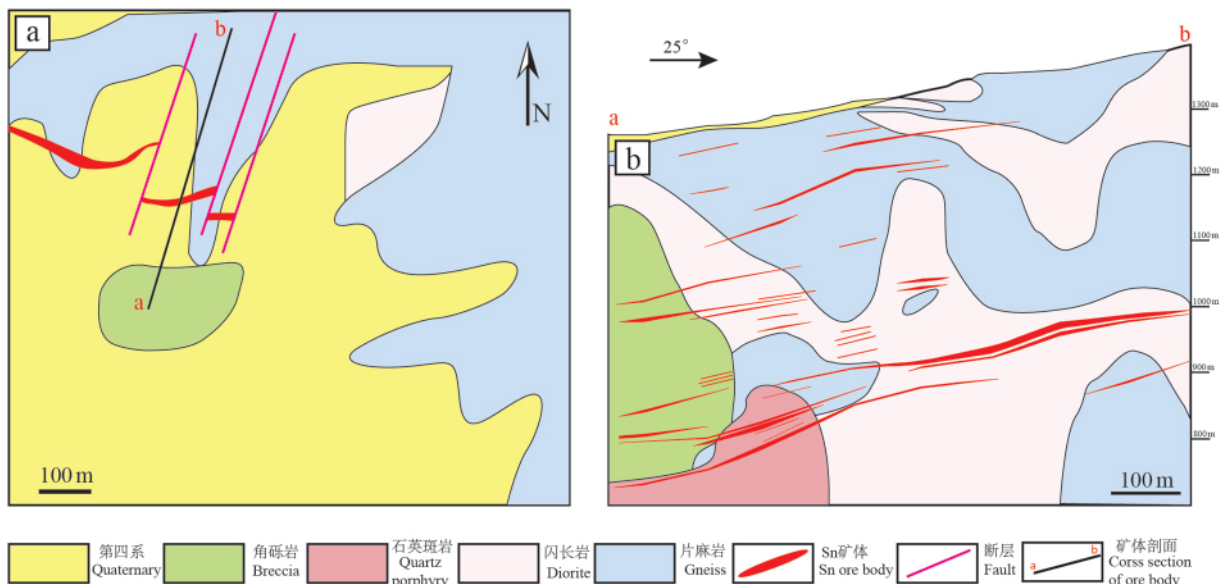 a
b
N
a
100 m
25°
b
a
b
1300 m
1200 m
1100 m
1000 m
900 m
800 m
100 m
第四系
Quaternary
角砾岩
Breccia
石英斑岩
Quartz
porphyry
闪长岩
Diorite
片麻岩
Gneiss
Sn矿体
Sn ore body
断层
Fault
a
b
矿体剖面
Corss section
of ore body